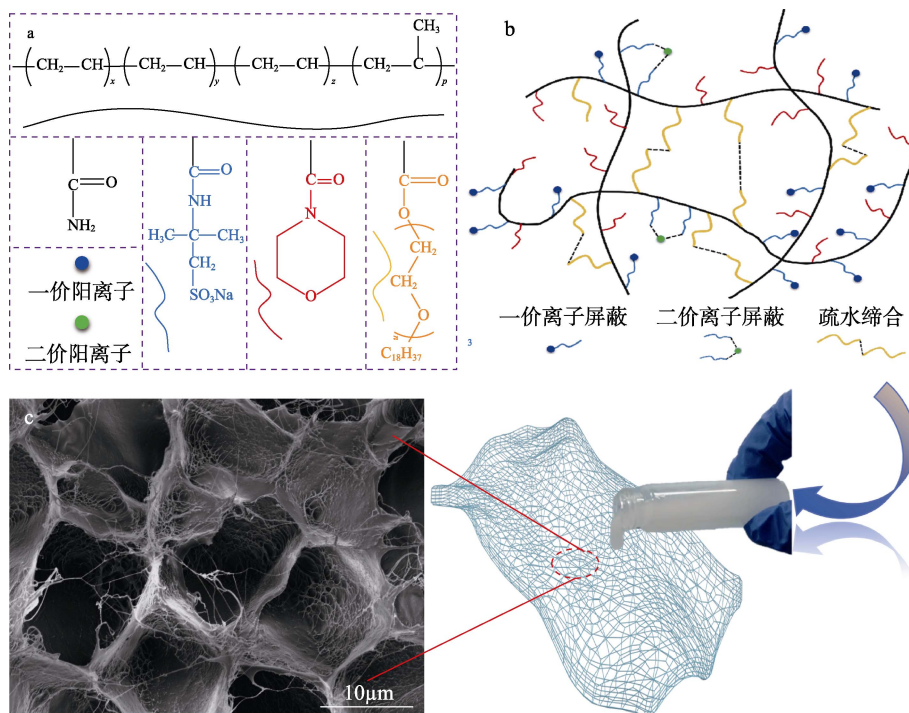 a
CH₃
—(CH₂—CH)ₓ(CH₂—CH)ᵧ(CH₂—CH)z(CH₂—C)ₚ—
C=O
NH₂
一价阳离子
二价阳离子
C=O
NH
H₃C—C—CH₃
CH₂
SO₃Na
C=O
N
O
C=O
O
CH₂
CH₂
O
a
C₁₈H₃₇
b
一价离子屏蔽
二价离子屏蔽
疏水缔合
3
c
10μm